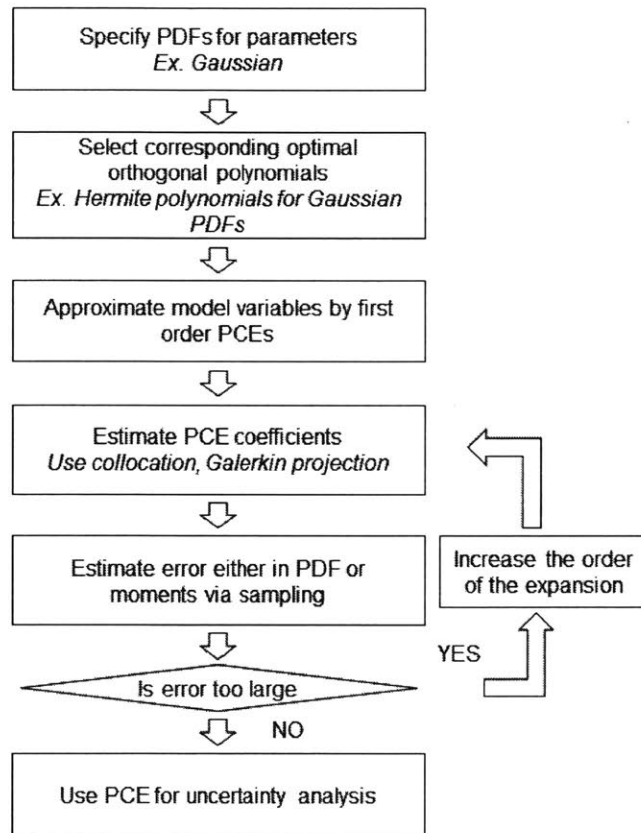 Specify PDFs for parameters
Ex. Gaussian
Select corresponding optimal
orthogonal polynomials
Ex. Hermite polynomials for Gaussian
PDFs
Approximate model variables by first
order PCEs
Estimate PCE coefficients
Use collocation, Galerkin projection
Estimate error either in PDF or
moments via sampling
Increase the order
of the expansion
YES
Is error too large
NO
Use PCE for uncertainty analysis